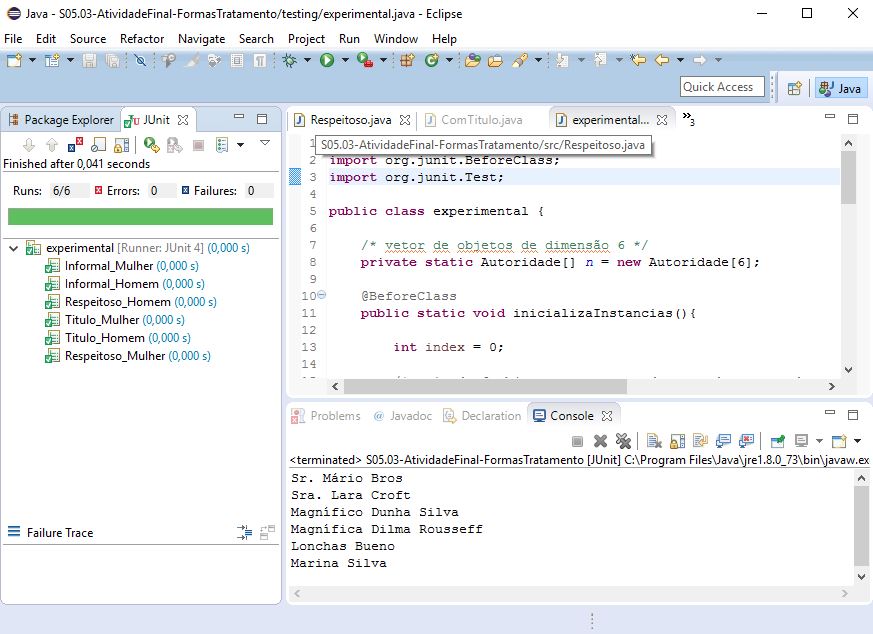 Java - S05.03-AtividadeFinal-FormasTratamento/testing/experimental.java - Eclipse
File Edit Source Refactor Navigate Search Project Run Window Help
Quick Access
Java
Package Explorer JUnit
Finished after 0,041 seconds
Runs: 6/6 Errors: 0 Failures: 0
experimental [Runner: JUnit 4] (0,000 s)
Informal_Mulher (0,000 s)
Informal_Homem (0,000 s)
Respeitoso_Homem (0,000 s)
Titulo_Mulher (0,000 s)
Titulo_Homem (0,000 s)
Respeitoso_Mulher (0,000 s)
Failure Trace
Respeitoso.java ComTitulo.java experimental... »3
S05.03-AtividadeFinal-FormasTratamento/src/Respeitoso.java
1
2 import org.junit.BeforeClass;
3 import org.junit.Test;
4
5 public class experimental {
6
7 /* vetor de objetos de dimensão 6 */
8 private static Autoridade[] n = new Autoridade[6];
9
10 @BeforeClass
11 public static void inicializaInstancias(){
12
13 int index = 0;
14
Problems @ Javadoc Declaration Console
<terminated> S05.03-AtividadeFinal-FormasTratamento [JUnit] C:\Program Files\Java\jre1.8.0_73\bin\javaw.ex
Sr. Mário Bros
Sra. Lara Croft
Magnífico Dunha Silva
Magnífica Dilma Rousseff
Lonchas Bueno
Marina Silva